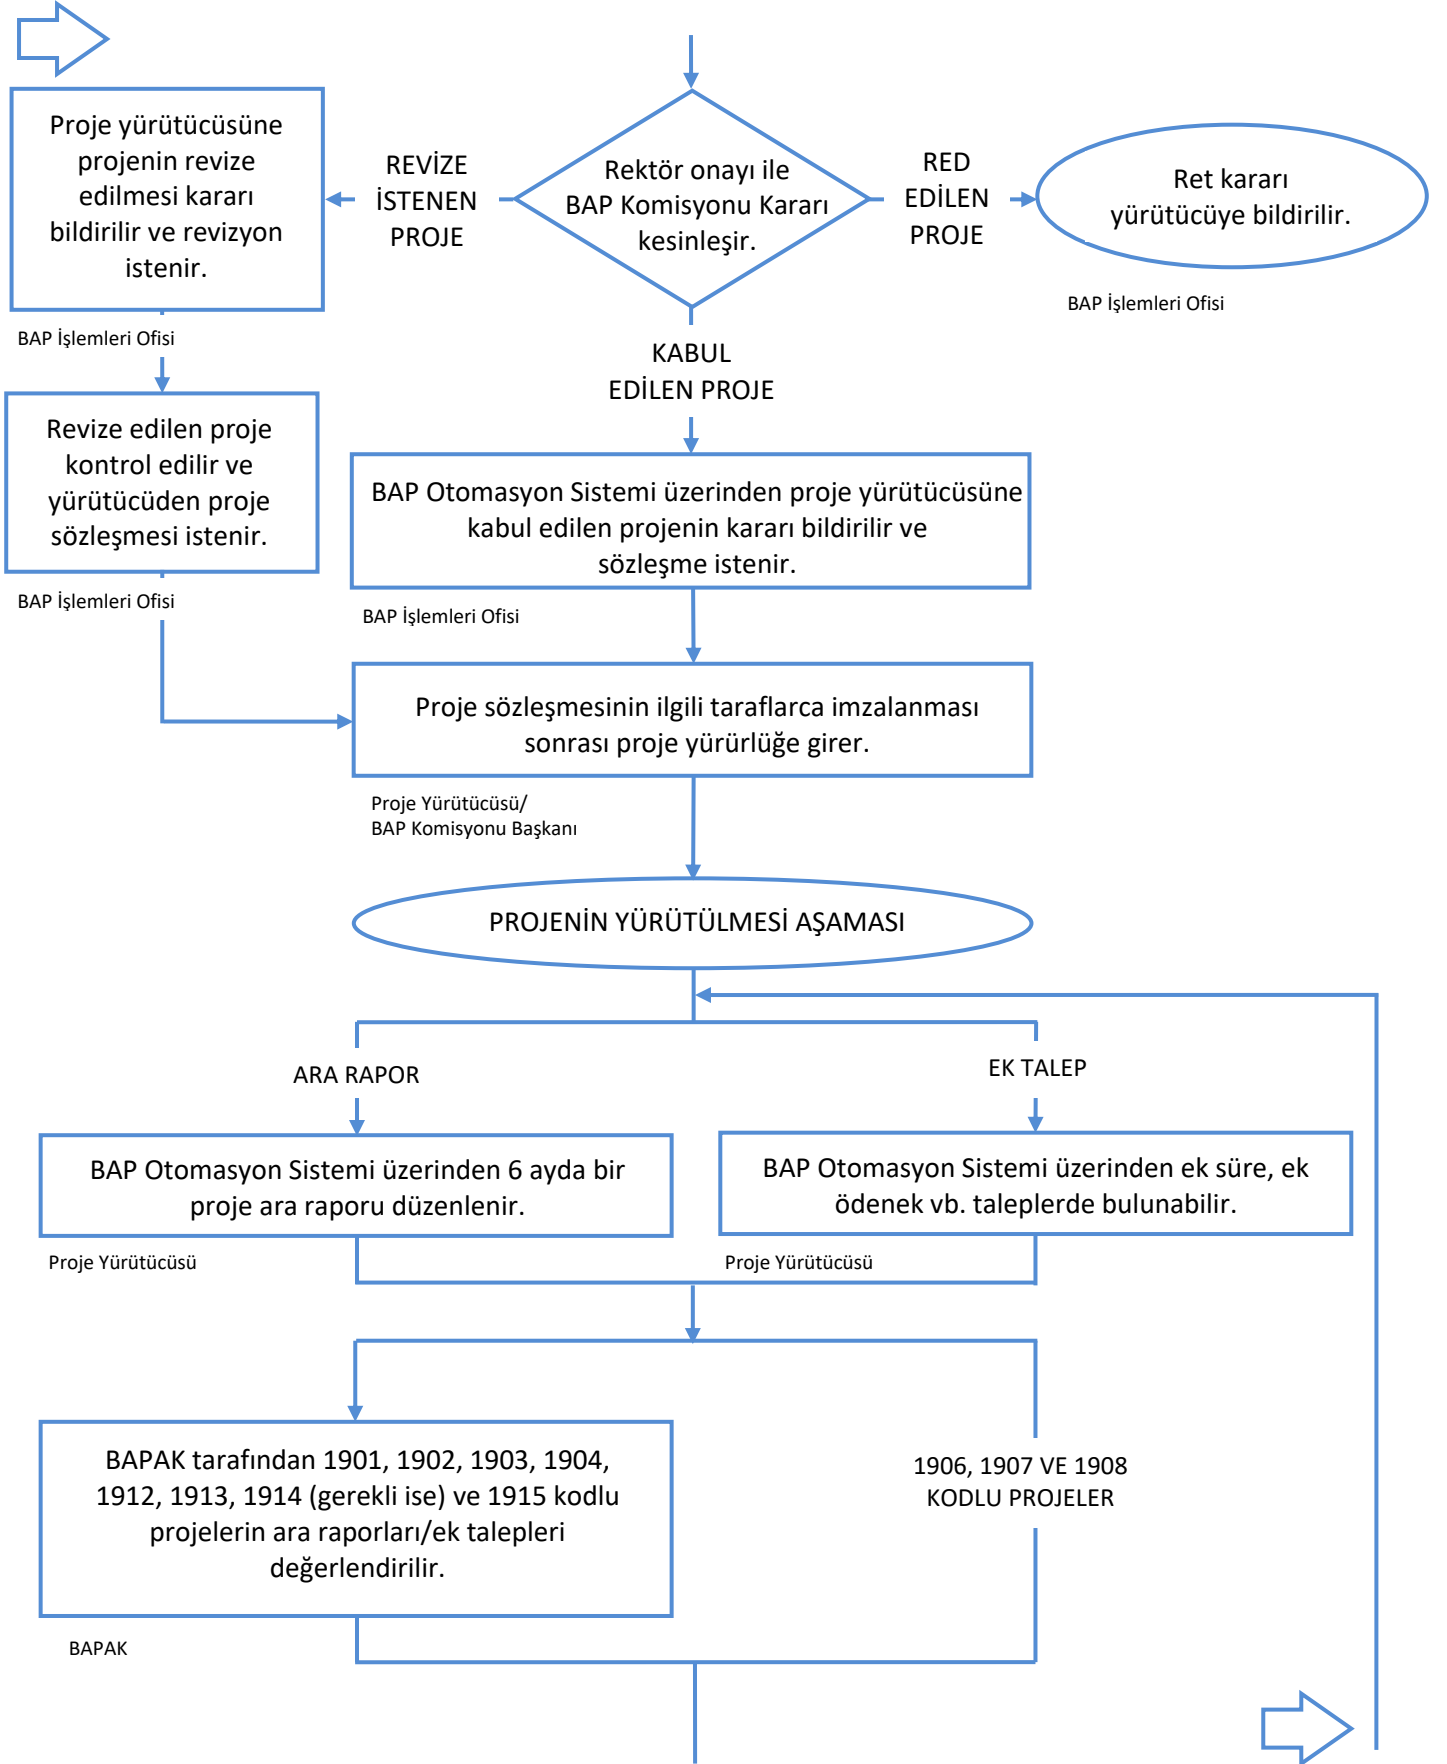 Proje yürütücüsüne
projenin revize
edilmesi kararı
bildirilir ve revizyon
istenir.
BAP İşlemleri Ofisi
REVİZE
İSTENEN
PROJE
Rektör onayı ile
BAP Komisyonu Kararı
kesinleşir.
RED
EDİLEN
PROJE
Ret kararı
yürütücüye bildirilir.
BAP İşlemleri Ofisi
KABUL
EDİLEN PROJE
Revize edilen proje
kontrol edilir ve
yürütücüden proje
sözleşmesi istenir.
BAP İşlemleri Ofisi
BAP Otomasyon Sistemi üzerinden proje yürütücüsüne
kabul edilen projenin kararı bildirilir ve
sözleşme istenir.
BAP İşlemleri Ofisi
Proje sözleşmesinin ilgili taraflarca imzalanması
sonrası proje yürürlüğe girer.
Proje Yürütücüsü/
BAP Komisyonu Başkanı
PROJENİN YÜRÜTÜLMESİ AŞAMASI
ARA RAPOR
EK TALEP
BAP Otomasyon Sistemi üzerinden 6 ayda bir
proje ara raporu düzenlenir.
Proje Yürütücüsü
BAP Otomasyon Sistemi üzerinden ek süre, ek
ödenek vb. taleplerde bulunabilir.
Proje Yürütücüsü
BAPAK tarafından 1901, 1902, 1903, 1904,
1912, 1913, 1914 (gerekli ise) ve 1915 kodlu
projelerin ara raporları/ek talepleri
değerlendirilir.
BAPAK
1906, 1907 VE 1908
KODLU PROJELER